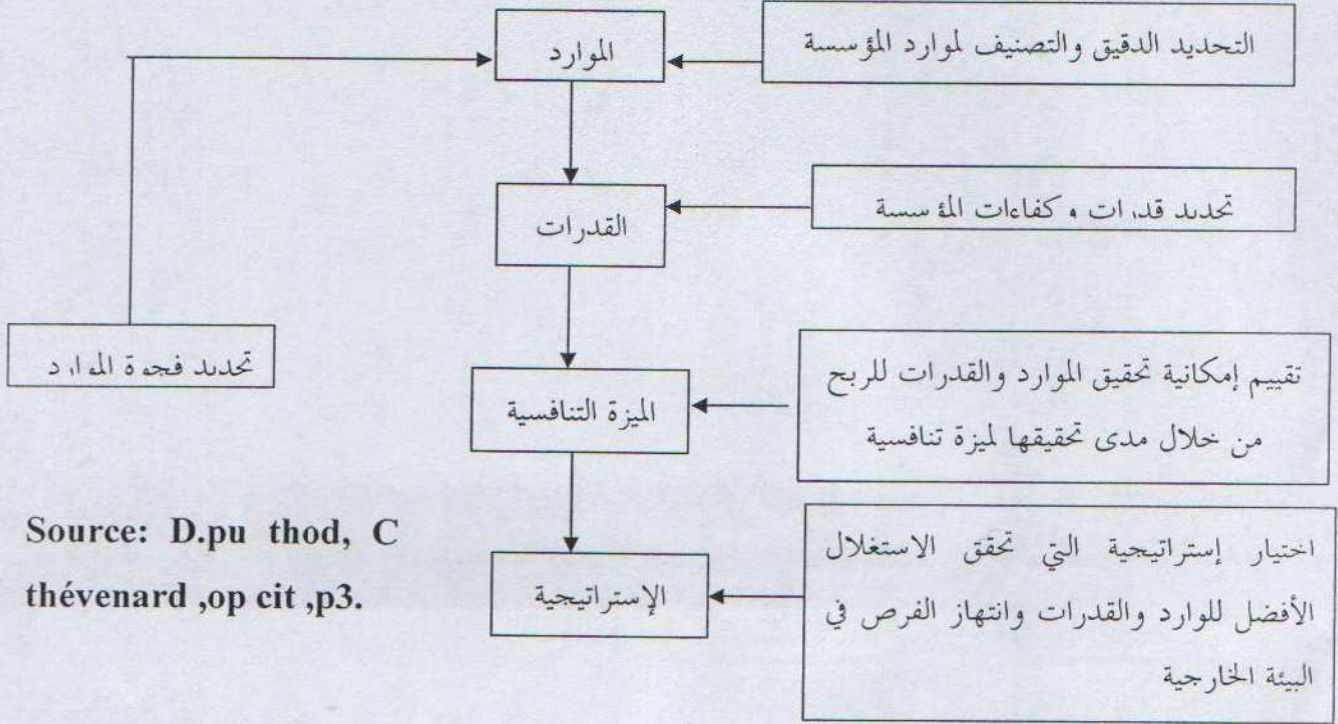 الموارد
التحديد الدقيق والتصنيف لموارد المؤسسة
القدرات
تحديد قدرات و كفاءات المؤسسة
تحديد فجوة الموارد
الميزة التنافسية
تقييم إمكانية تحقيق الموارد والقدرات للربح
من خلال مدى تحقيقها لميزة تنافسية
الإستراتيجية
اختيار إستراتيجية التي تحقق الاستغلال
الأفضل للوارد والقدرات وانتهاز الفرص في
البيئة الخارجية
Source: D.pu thod, C
thévenard ,op cit ,p3.